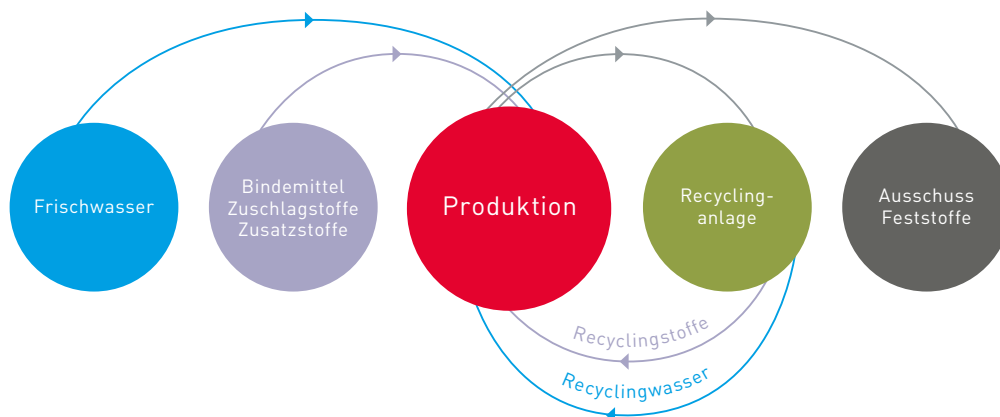 Frischwasser
Bindemittel
Zuschlagstoffe
Zusatzstoffe
Produktion
Recycling-
anlage
Ausschuss
Feststoffe
Recyclingstoffe
Recyclingwasser